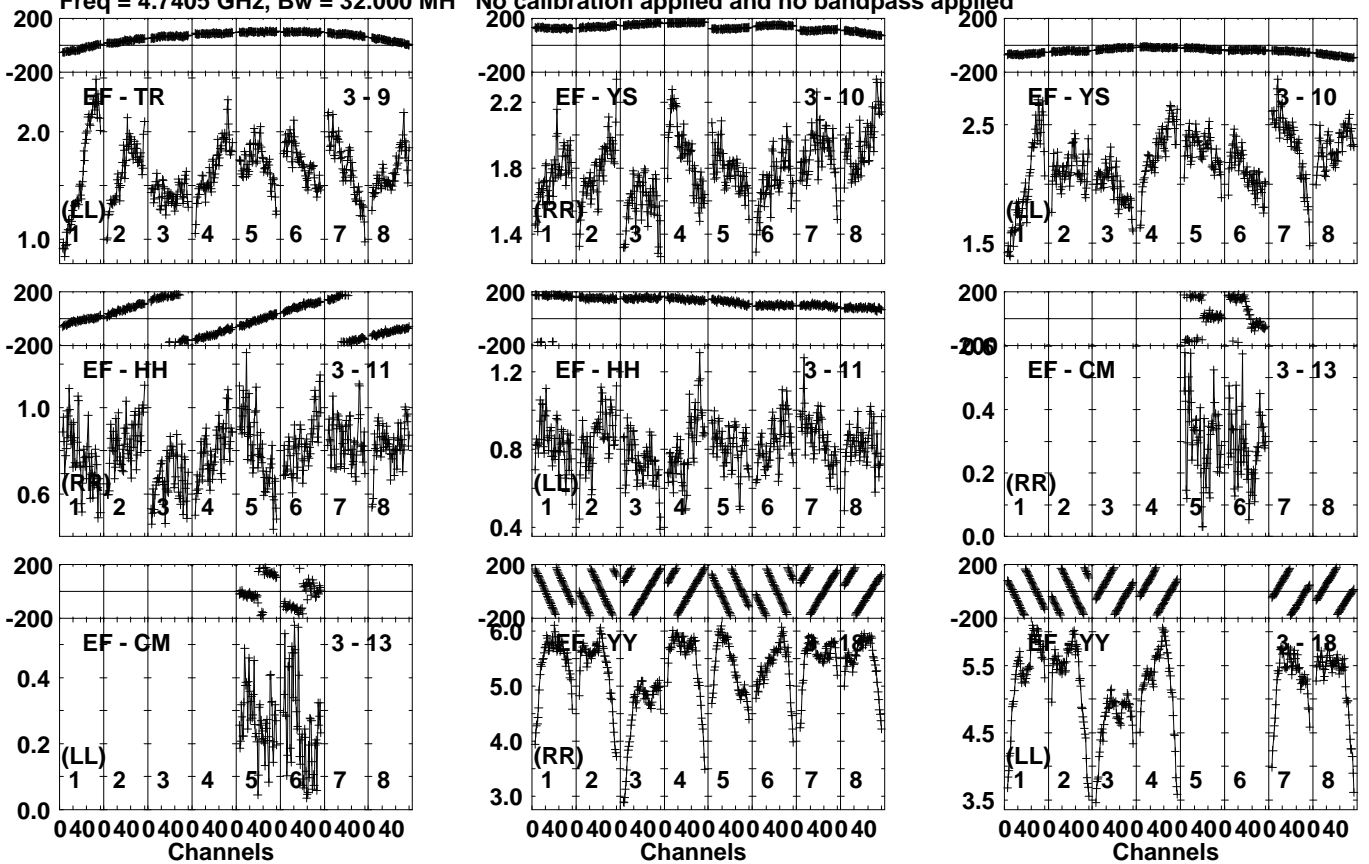 Freq = 4.7405 GHz, Bw = 32.000 MH No calibration applied and no bandpass applied
200 200 200
-200 -200 -200
EF - TR 3 - 9 EF - YS 3 - 10 EF - YS 3 - 10
2.0 2.2 2.5
1.8
(LL) (RR) (LL)
1.0 1.4 1.5
1 2 3 4 5 6 7 8 1 2 3 4 5 6 7 8 1 2 3 4 5 6 7 8
200 200 200
-200 -200 -200
0.6
EF - HH 3 - 11 EF - HH 3 - 11 EF - CM 3 - 13
1.0 1.2 0.4
0.8 0.2
0.6
(RR) (LL) (RR)
0.4 0.0
1 2 3 4 5 6 7 8 1 2 3 4 5 6 7 8 1 2 3 4 5 6 7 8
200 200 200
-200 -200 -200
6.0
EF - CM 3 - 13 EF - YY 3 - 18 EF - YY 3 - 18
0.4 5.0 5.5
0.2 4.0 4.5
(LL) (RR) (LL)
0.0 3.0 3.5
1 2 3 4 5 6 7 8 1 2 3 4 5 6 7 8 1 2 3 4 5 6 7 8
0 40 0 40 0 40 0 40 0 40 0 40 0 40 0 40 0 40 0 40 0 40 0 40 0 40 0 40 0 40 0 40 0 40 0 40 0 40 0 40 0 40 0 40 0 40 0 40
Channels Channels Channels